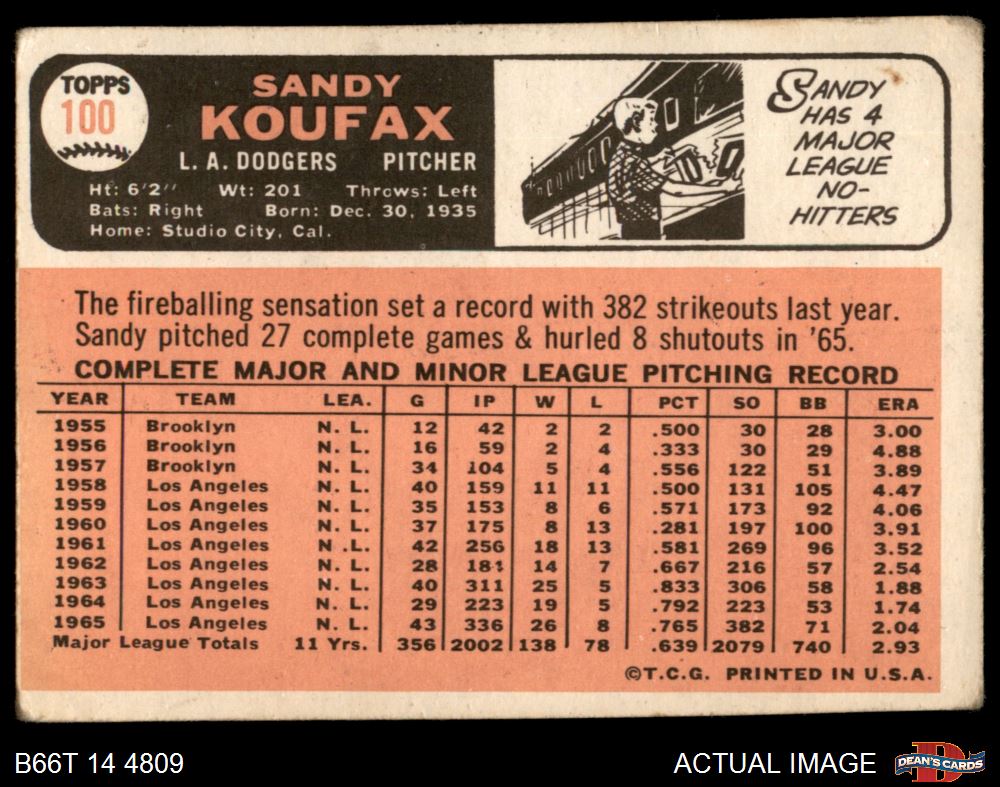 TOPPS
100
SANDY
KOUFAX
L. A. DODGERS PITCHER
Ht: 6'2" Wt: 201 Throws: Left
Bats: Right Born: Dec. 30, 1935
Home: Studio City, Cal.
SANDY
HAS 4
MAJOR
LEAGUE
NO-
HITTERS
The fireballing sensation set a record with 382 strikeouts last year.
Sandy pitched 27 complete games & hurled 8 shutouts in '65.
COMPLETE MAJOR AND MINOR LEAGUE PITCHING RECORD
YEAR TEAM LEA. G IP W L PCT SO BB ERA
1955 Brooklyn N. L. 12 42 2 2 .500 30 28 3.00
1956 Brooklyn N. L. 16 59 2 4 .333 30 29 4.88
1957 Brooklyn N. L. 34 104 5 4 .556 122 51 3.89
1958 Los Angeles N. L. 40 159 11 11 .500 131 105 4.47
1959 Los Angeles N. L. 35 153 8 6 .571 173 92 4.06
1960 Los Angeles N. L. 37 175 8 13 .281 197 100 3.91
1961 Los Angeles N .L. 42 256 18 13 .581 269 96 3.52
1962 Los Angeles N. L. 28 184 14 7 .667 216 57 2.54
1963 Los Angeles N. L. 40 311 25 5 .833 306 58 1.88
1964 Los Angeles N. L. 29 223 19 5 .792 223 53 1.74
1965 Los Angeles N. L. 43 336 26 8 .765 382 71 2.04
Major League Totals 11 Yrs. 356 2002 138 78 .639 2079 740 2.93
©T.C.G. PRINTED IN U.S.A.
B66T 14 4809
ACTUAL IMAGE
DEAN'S CARDS